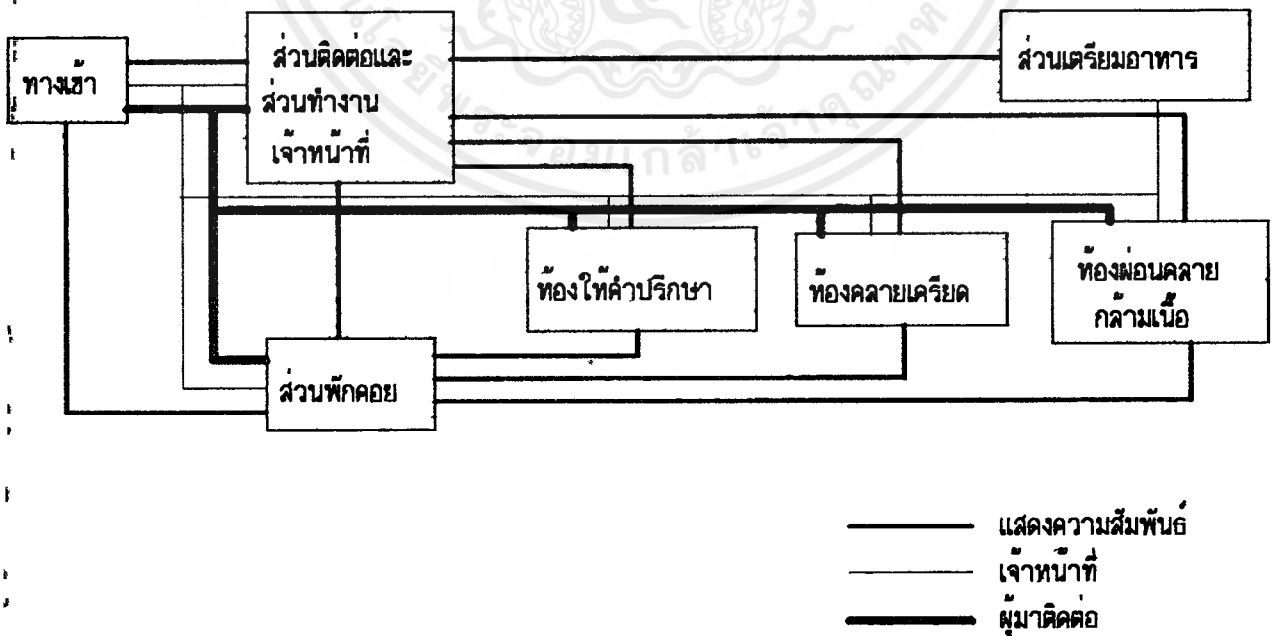 ทางเข้า
ส่วนติดต่อและ
ส่วนทำงาน
เจ้าหน้าที่
ส่วนเตรียมอาหาร
ห้องให้คำปรึกษา
ห้องคลายเครียด
ห้องผ่อนคลาย
กล้ามเนื้อ
ส่วนพักคอย
แสดงความสัมพันธ์
เจ้าหน้าที่
ผู้มาติดต่อ